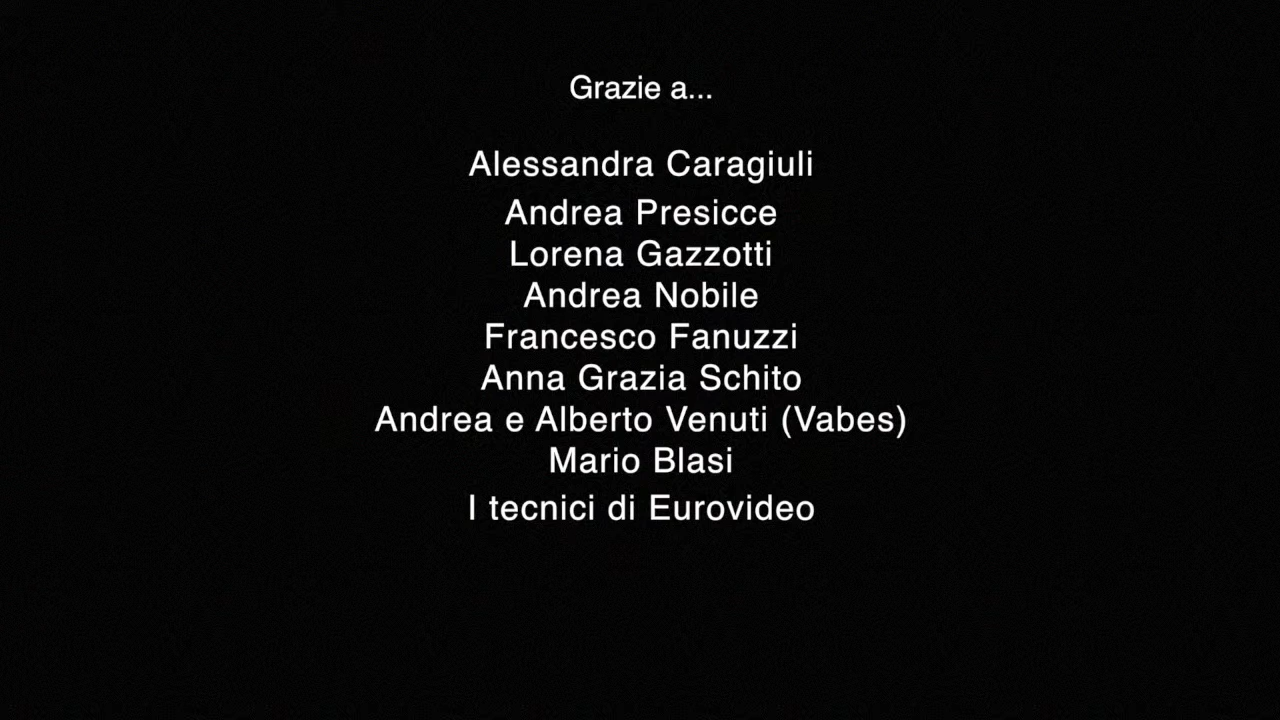 Grazie a...
Alessandra Caragiuli
Andrea Presicce
Lorena Gazzotti
Andrea Nobile
Francesco Fanuzzi
Anna Grazia Schito
Andrea e Alberto Venuti (Vabes)
Mario Blasi
I tecnici di Eurovideo